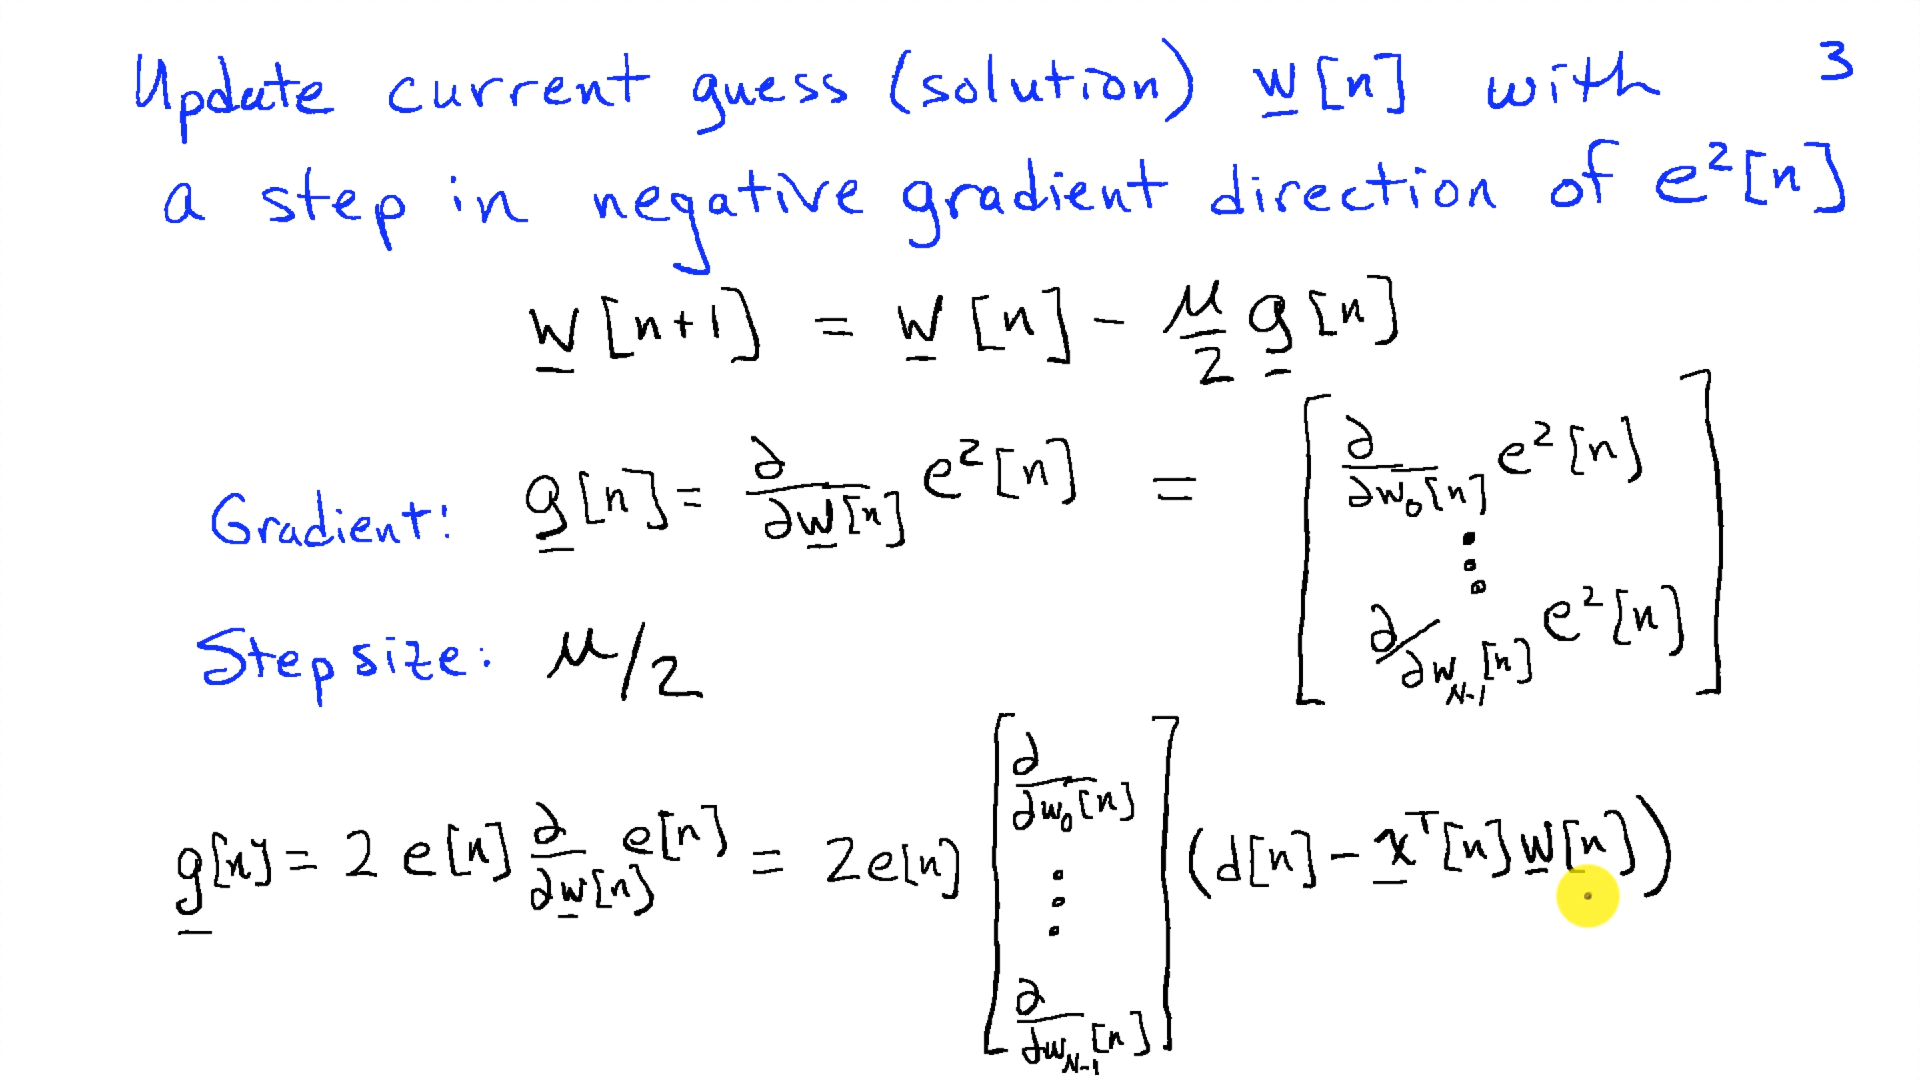 Update current guess (solution) w[n] with 3
a step in negative gradient direction of e²[n]
w[n+1] = w[n] - μ/2 g[n]
Gradient: g[n] = ∂/∂w[n] e²[n] = [ ∂/∂w₀[n] e²[n] ⋮ ∂/∂w_{N-1}[n] e²[n] ]
Step size: μ/2
g[n] = 2 e[n] ∂/∂w[n] e[n] = 2e[n] [ ∂/∂w₀[n] ⋮ ∂/∂w_{N-1}[n] ] (d[n] - x^T[n] w[n])